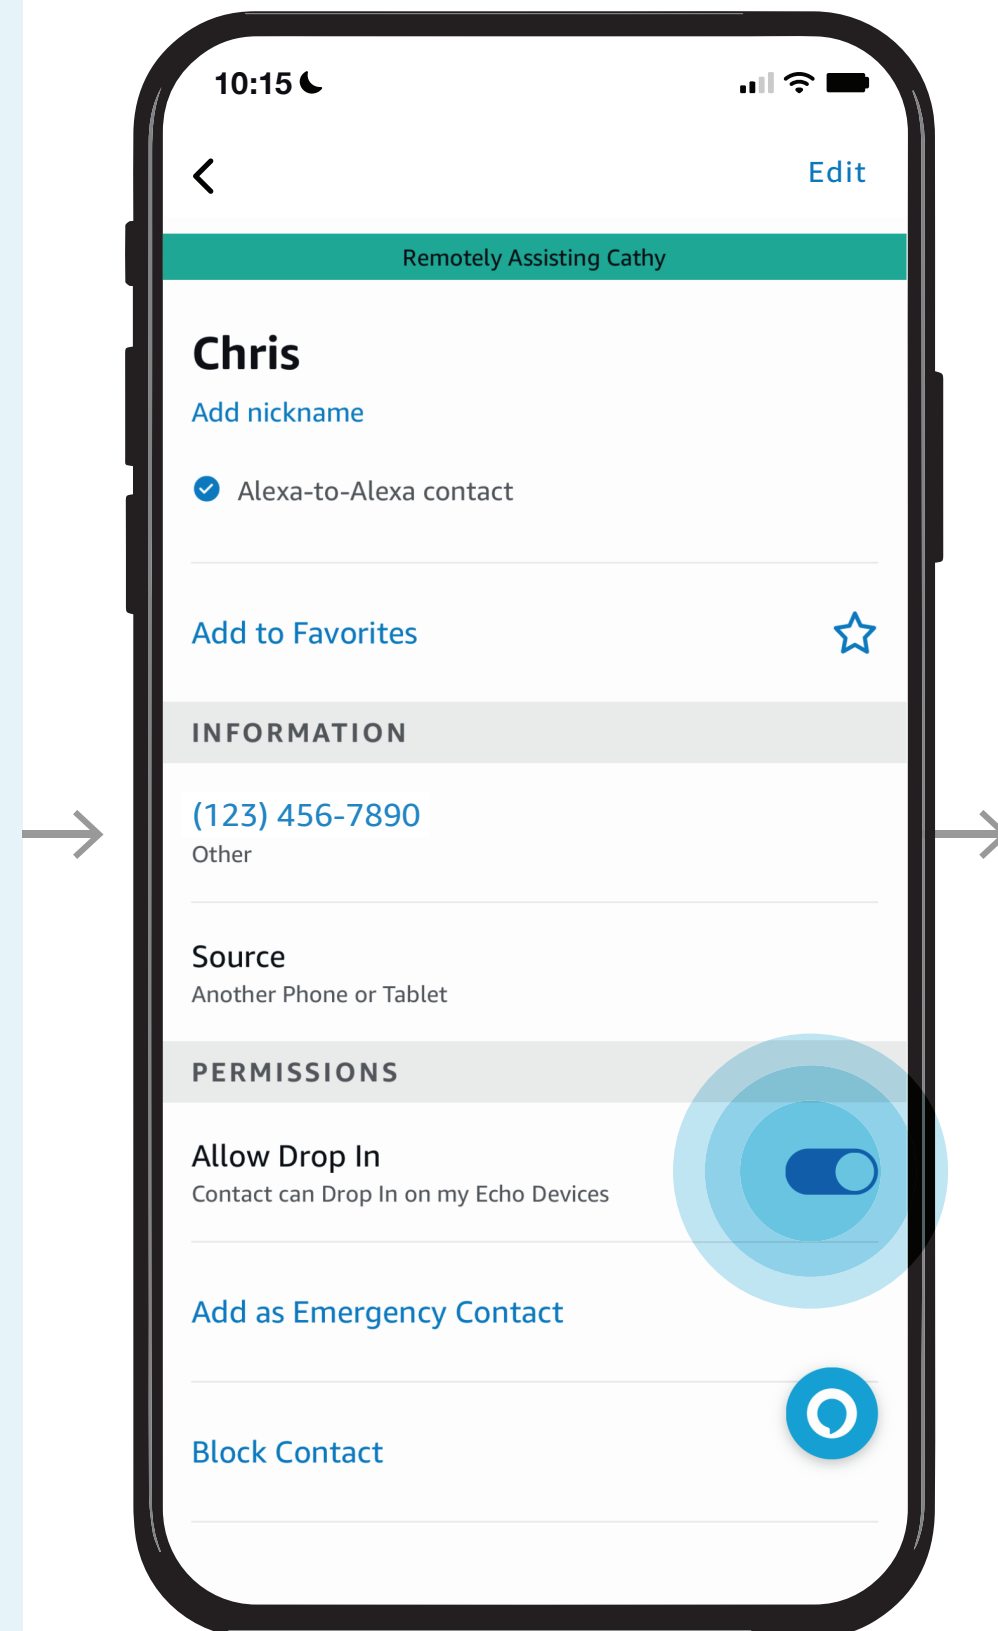 10:15
Edit
Remotely Assisting Cathy
Chris
Add nickname
Alexa-to-Alexa contact
Add to Favorites
INFORMATION
(123) 456-7890
Other
Source
Another Phone or Tablet
PERMISSIONS
Allow Drop In
Contact can Drop In on my Echo Devices
Add as Emergency Contact
Block Contact